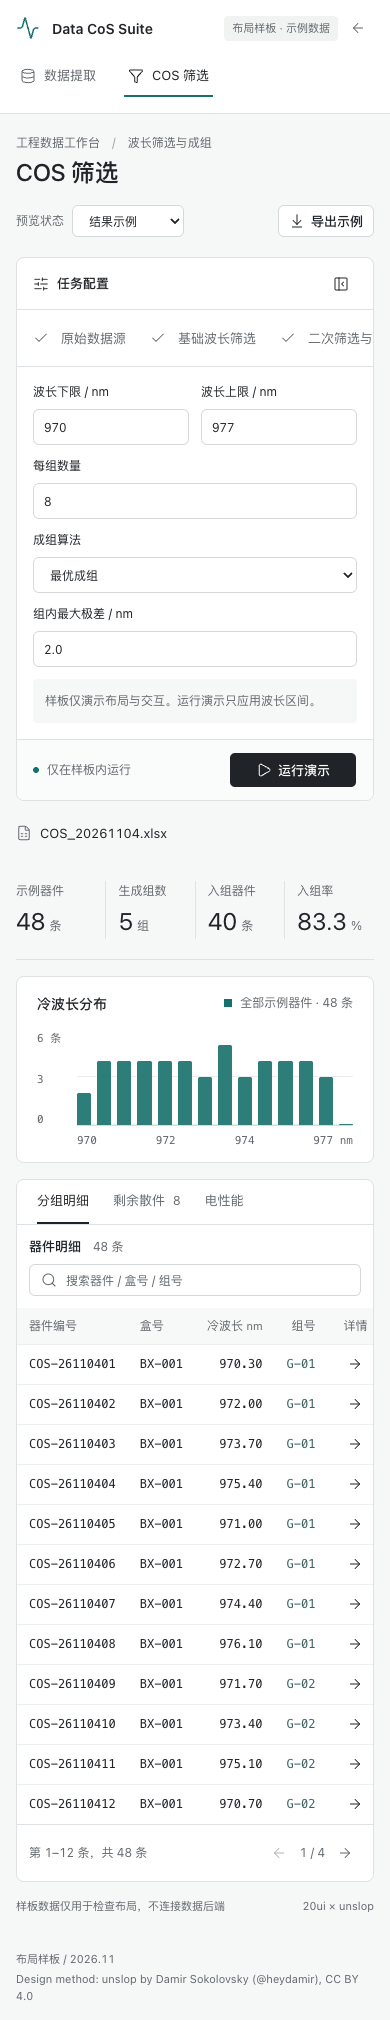 Data CoS Suite
布局样板 · 示例数据
数据提取
COS 筛选
工程数据工作台 / 波长筛选与成组
COS 筛选
预览状态
结果示例
导出示例
任务配置
原始数据源
基础波长筛选
二次筛选与
波长下限 / nm
波长上限 / nm
970
977
每组数量
8
成组算法
最优成组
组内最大极差 / nm
2.0
样板仅演示布局与交互。运行演示只应用波长区间。
仅在样板内运行
运行演示
COS_20261104.xlsx
示例器件
生成组数
入组器件
入组率
48 条
5 组
40 条
83.3 %
冷波长分布
全部示例器件 · 48 条
6 条
3
0
970
972
974
977 nm
分组明细
剩余散件 8
电性能
器件明细 48 条
搜索器件 / 盒号 / 组号
器件编号 盒号 冷波长 nm 组号 详情
COS-26110401 BX-001 970.30 G-01
COS-26110402 BX-001 972.00 G-01
COS-26110403 BX-001 973.70 G-01
COS-26110404 BX-001 975.40 G-01
COS-26110405 BX-001 971.00 G-01
COS-26110406 BX-001 972.70 G-01
COS-26110407 BX-001 974.40 G-01
COS-26110408 BX-001 976.10 G-01
COS-26110409 BX-001 971.70 G-02
COS-26110410 BX-001 973.40 G-02
COS-26110411 BX-001 975.10 G-02
COS-26110412 BX-001 970.70 G-02
第 1–12 条，共 48 条
1 / 4
样板数据仅用于检查布局，不连接数据后端
20ui × unslop
布局样板 / 2026.11
Design method: unslop by Damir Sokolovsky (@heydamir), CC BY
4.0